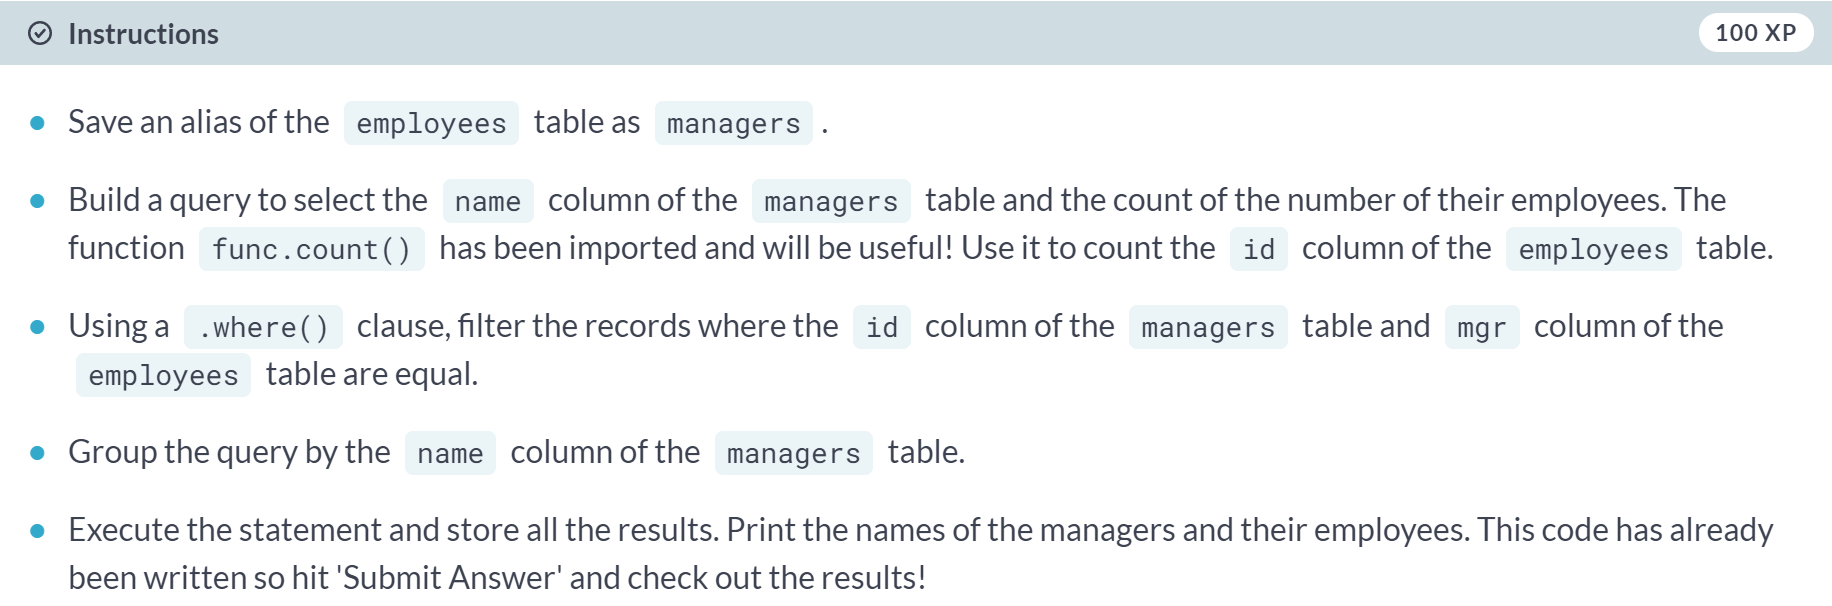 Instructions
100 XP
Save an alias of the employees table as managers .
Build a query to select the name column of the managers table and the count of the number of their employees. The
function func.count() has been imported and will be useful! Use it to count the id column of the employees table.
Using a .where() clause, filter the records where the id column of the managers table and mgr column of the
employees table are equal.
Group the query by the name column of the managers table.
Execute the statement and store all the results. Print the names of the managers and their employees. This code has already
been written so hit 'Submit Answer' and check out the results!